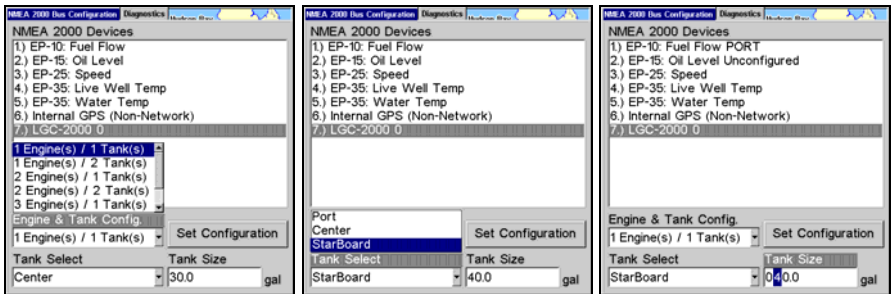 NMEA 2000 Bus Configuration Diagnostics
NMEA 2000 Devices
1.) EP-10: Fuel Flow
2.) EP-15: Oil Level
3.) EP-25: Speed
4.) EP-35: Live Well Temp
5.) EP-35: Water Temp
6.) Internal GPS (Non-Network)
7.) LGC-2000 0
1 Engine(s) / 1 Tank(s)
1 Engine(s) / 2 Tank(s)
2 Engine(s) / 1 Tank(s)
2 Engine(s) / 2 Tank(s)
3 Engine(s) / 1 Tank(s)
Engine & Tank Config.
1 Engine(s) / 1 Tank(s) Set Configuration
Tank Select Tank Size
Center 30.0 gal
NMEA 2000 Bus Configuration Diagnostics
NMEA 2000 Devices
1.) EP-10: Fuel Flow
2.) EP-15: Oil Level
3.) EP-25: Speed
4.) EP-35: Live Well Temp
5.) EP-35: Water Temp
6.) Internal GPS (Non-Network)
7.) LGC-2000 0
Port
Center
StarBoard Set Configuration
Tank Select Tank Size
StarBoard 40.0 gal
NMEA 2000 Bus Configuration Diagnostics
NMEA 2000 Devices
1.) EP-10: Fuel Flow PORT
2.) EP-15: Oil Level Unconfigured
3.) EP-25: Speed
4.) EP-35: Live Well Temp
5.) EP-35: Water Temp
6.) Internal GPS (Non-Network)
7.) LGC-2000 0
Engine & Tank Config.
1 Engine(s) / 1 Tank(s) Set Configuration
Tank Select Tank Size
StarBoard 040.0 gal